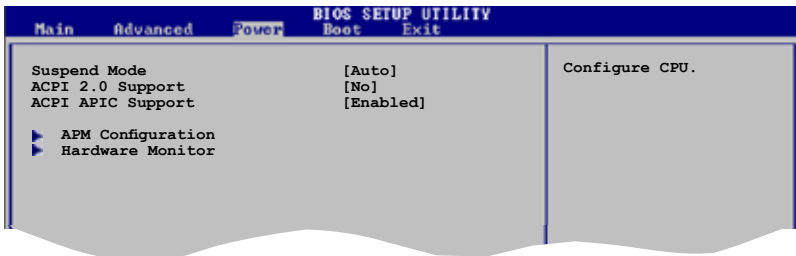 BIOS SETUP UTILITY
Main Advanced Power Boot Exit
Suspend Mode [Auto]
ACPI 2.0 Support [No]
ACPI APIC Support [Enabled]
APM Configuration
Hardware Monitor
Configure CPU.